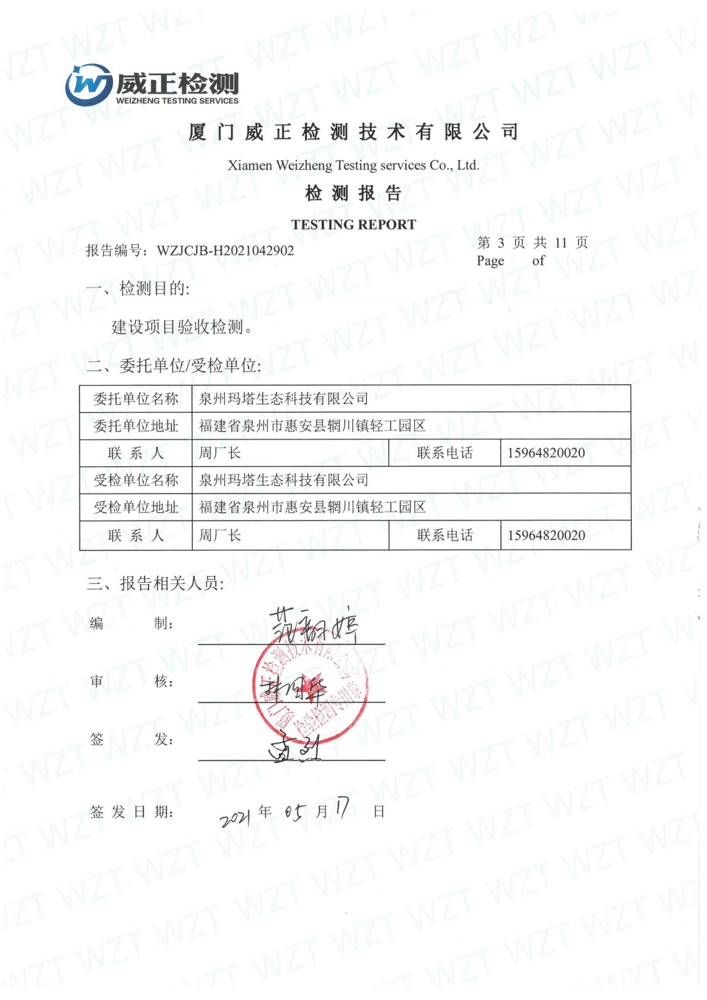 威正检测
WEIZHENG TESTING SERVICES
厦门威正检测技术有限公司
Xiamen Weizheng Testing services Co., Ltd.
检测报告
TESTING REPORT
报告编号：WZJCJB-H2021042902
第 3 页 共 11 页
Page of
一、检测目的:
建设项目验收检测。
二、委托单位/受检单位:
委托单位名称 泉州玛塔生态科技有限公司
委托单位地址 福建省泉州市惠安县辋川镇轻工园区
联系人 周厂长 联系电话 15964820020
受检单位名称 泉州玛塔生态科技有限公司
受检单位地址 福建省泉州市惠安县辋川镇轻工园区
联系人 周厂长 联系电话 15964820020
三、报告相关人员:
编制：
审核：
厦门威正检测技术有限公司
检验检测专用章
签发：
签发日期： 2021 年 05 月 17 日
WZT